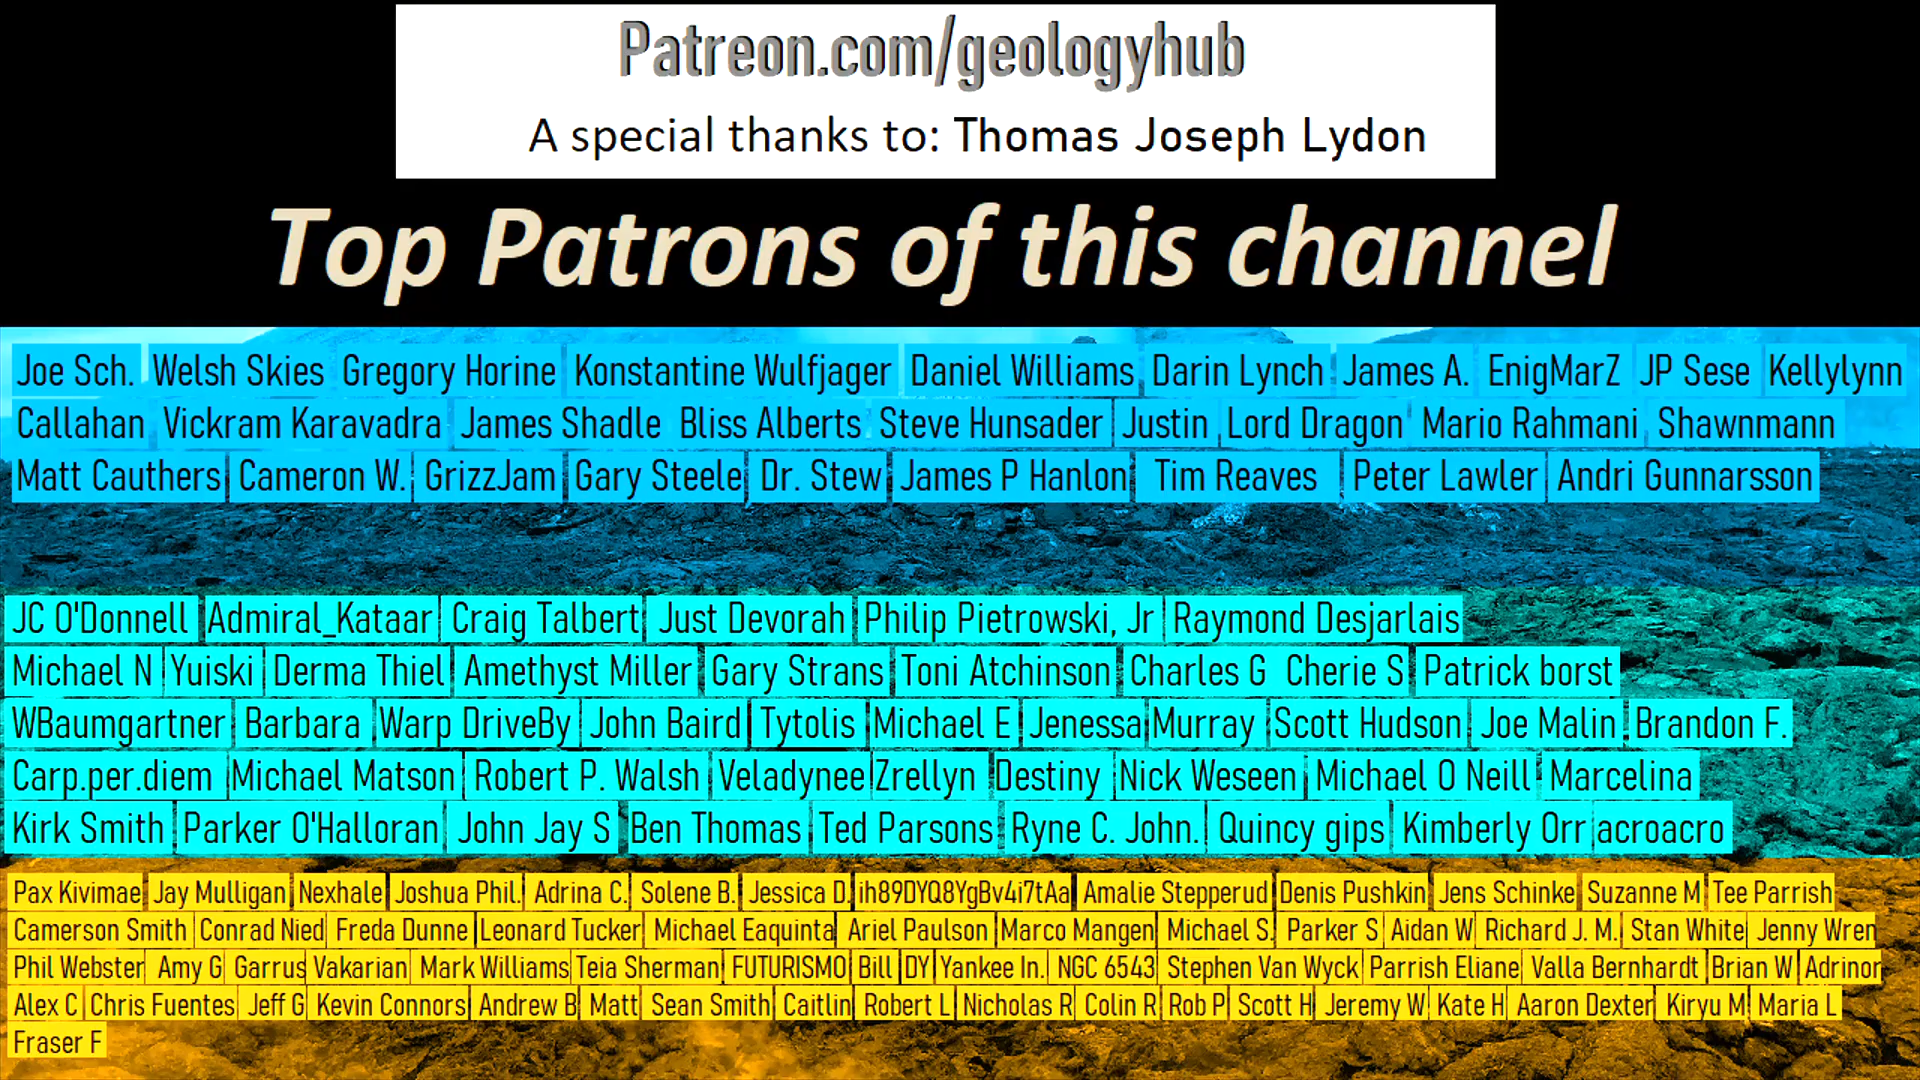 Patreon.com/geologyhub
A special thanks to: Thomas Joseph Lydon
Top Patrons of this channel
Joe Sch. Welsh Skies Gregory Horine Konstantine Wulfjager Daniel Williams Darin Lynch James A. EnigMarZ JP Sese Kellylynn
Callahan Vickram Karavadra James Shadle Bliss Alberts Steve Hunsader Justin Lord Dragon Mario Rahmani Shawnmann
Matt Cauthers Cameron W. GrizzJam Gary Steele Dr. Stew James P Hanlon Tim Reaves Peter Lawler Andri Gunnarsson
JC O'Donnell Admiral_Kataar Craig Talbert Just Devorah Philip Pietrowski, Jr Raymond Desjarlais
Michael N Yuiski Derma Thiel Amethyst Miller Gary Strans Toni Atchinson Charles G Cherie S Patrick borst
WBaumgartner Barbara Warp DriveBy John Baird Tytolis Michael E Jenessa Murray Scott Hudson Joe Malin Brandon F.
Carp.per.diem Michael Matson Robert P. Walsh Veladynee Zrellyn Destiny Nick Weseen Michael O Neill Marcelina
Kirk Smith Parker O'Halloran John Jay S Ben Thomas Ted Parsons Ryne C. John. Quincy gips Kimberly Orr acroacro
Pax Kivimae Jay Mulligan Nexhale Joshua Phil. Adrina C. Solene B. Jessica D. ih89DYQ8YgBv4i7tAa Amalie Stepperud Denis Pushkin Jens Schinke Suzanne M Tee Parrish
Camerson Smith Conrad Nied Freda Dunne Leonard Tucker Michael Eaquinta Ariel Paulson Marco Mangen Michael S. Parker S Aidan W Richard J. M. Stan White Jenny Wren
Phil Webster Amy G Garrus Vakarian Mark Williams Teia Sherman FUTURISMO Bill DY Yankee In. NGC 6543 Stephen Van Wyck Parrish Eliane Valla Bernhardt Brian W Adrinor
Alex C Chris Fuentes Jeff G Kevin Connors Andrew B Matt Sean Smith Caitlin Robert L Nicholas R Colin R Rob P Scott H Jeremy W Kate H Aaron Dexter Kiryu M Maria L
Fraser F